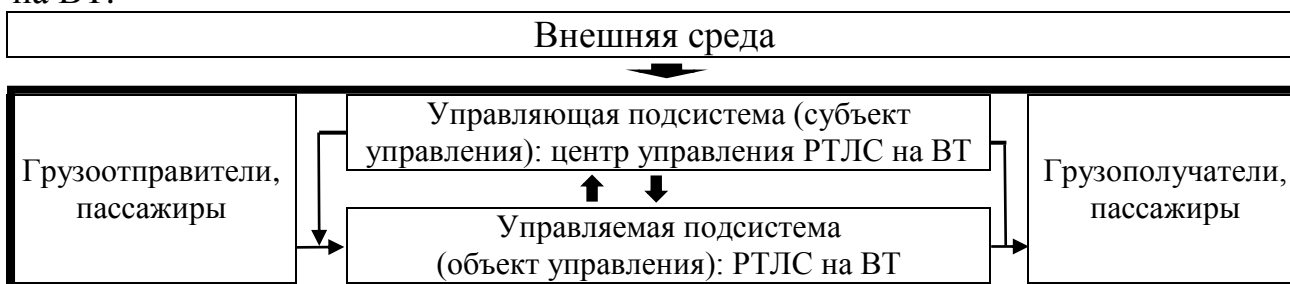 на ВТ.
Внешняя среда
Грузоотправители,
пассажиры
Управляющая подсистема (субъект
управления): центр управления РТЛС на ВТ
Управляемая подсистема
(объект управления): РТЛС на ВТ
Грузополучатели,
пассажиры